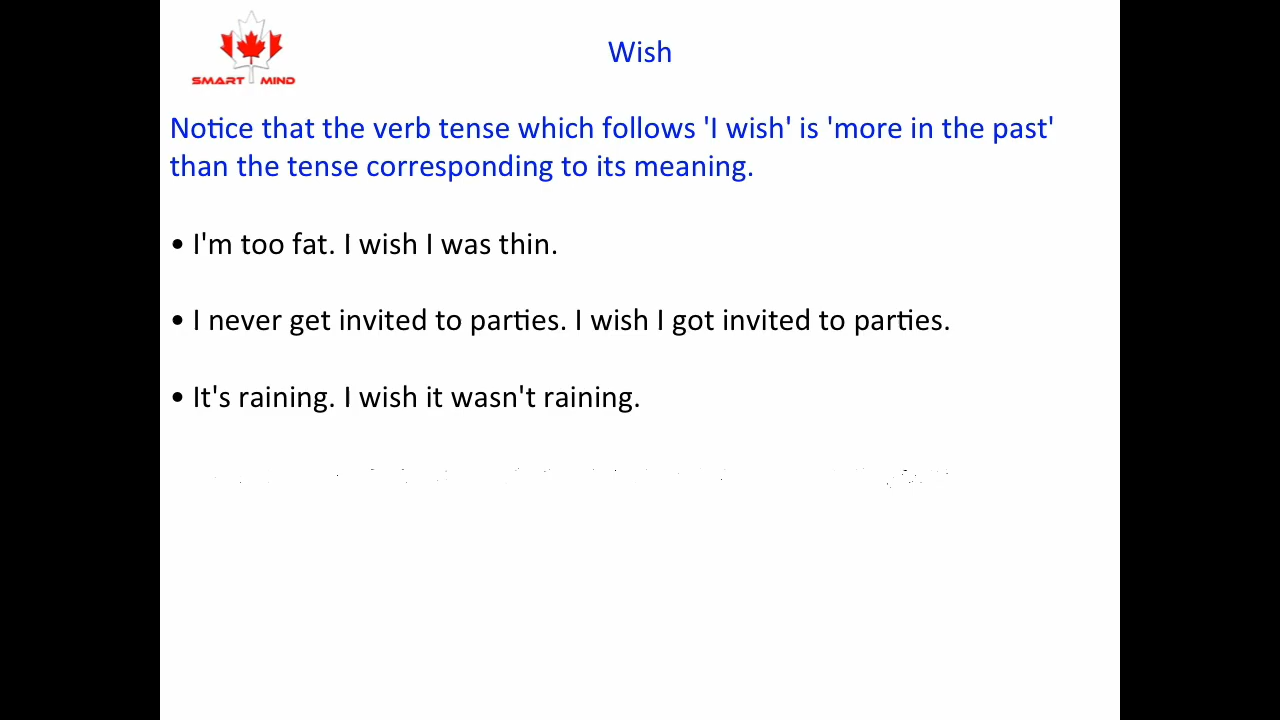 SMART MIND
Wish
Notice that the verb tense which follows 'I wish' is 'more in the past'
than the tense corresponding to its meaning.
• I'm too fat. I wish I was thin.
• I never get invited to parties. I wish I got invited to parties.
• It's raining. I wish it wasn't raining.